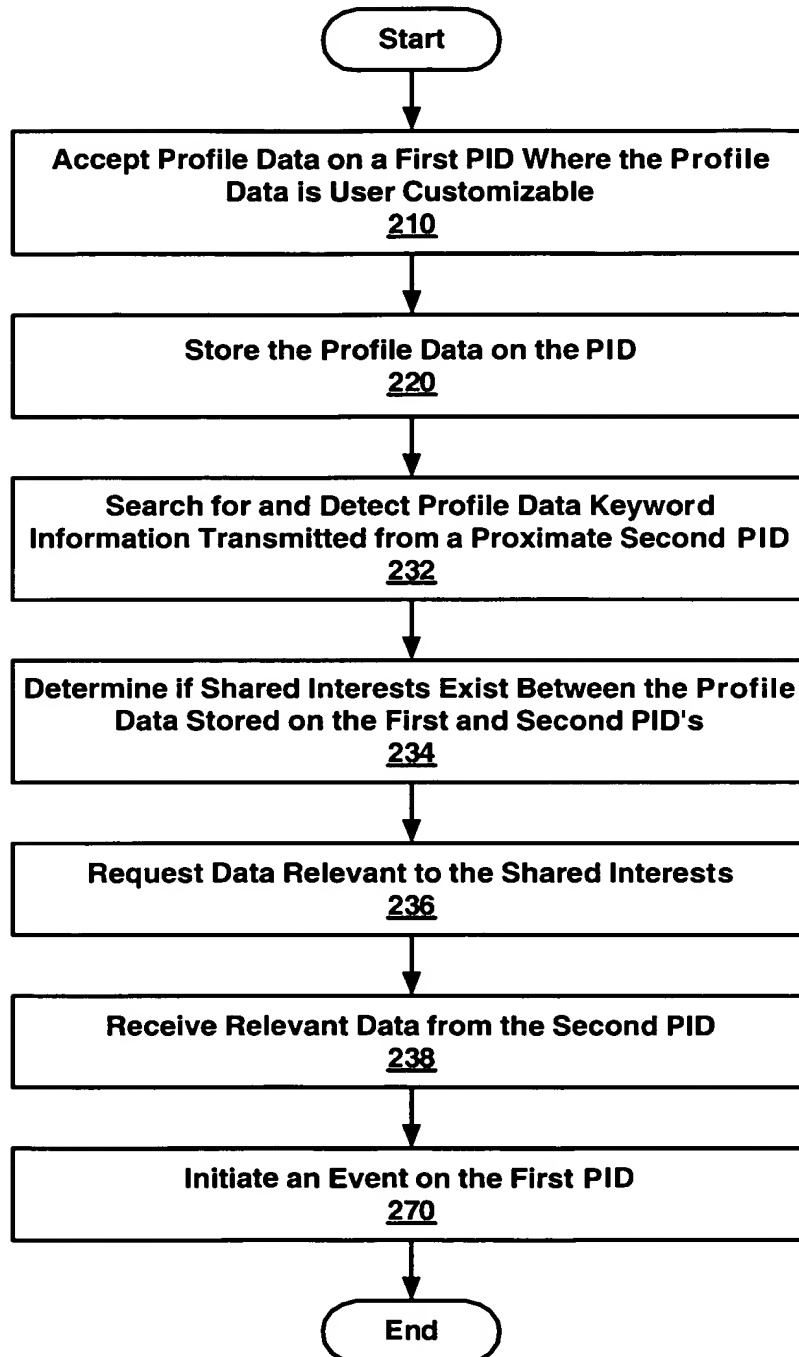 Start
Accept Profile Data on a First PID Where the Profile
Data is User Customizable
210
Store the Profile Data on the PID
220
Search for and Detect Profile Data Keyword
Information Transmitted from a Proximate Second PID
232
Determine if Shared Interests Exist Between the Profile
Data Stored on the First and Second PID's
234
Request Data Relevant to the Shared Interests
236
Receive Relevant Data from the Second PID
238
Initiate an Event on the First PID
270
End